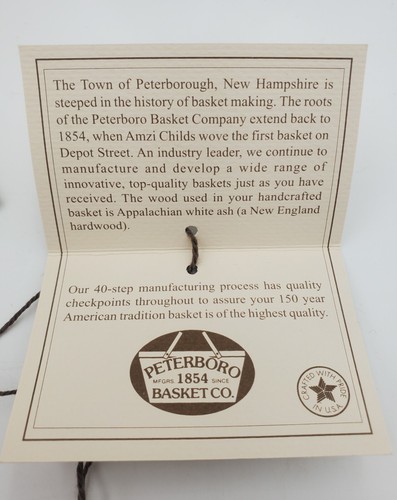 The Town of Peterborough, New Hampshire is
steeped in the history of basket making. The roots
of the Peterboro Basket Company extend back to
1854, when Amzi Childs wove the first basket on
Depot Street. An industry leader, we continue to
manufacture and develop a wide range of
innovative, top-quality baskets just as you have
received. The wood used in your handcrafted
basket is Appalachian white ash (a New England
hardwood).
Our 40-step manufacturing process has quality
checkpoints throughout to assure your 150 year
American tradition basket is of the highest quality.
PETERBORO
MFGRS 1854 SINCE
BASKET CO.
CRAFTED WITH PRIDE
IN U.S.A.